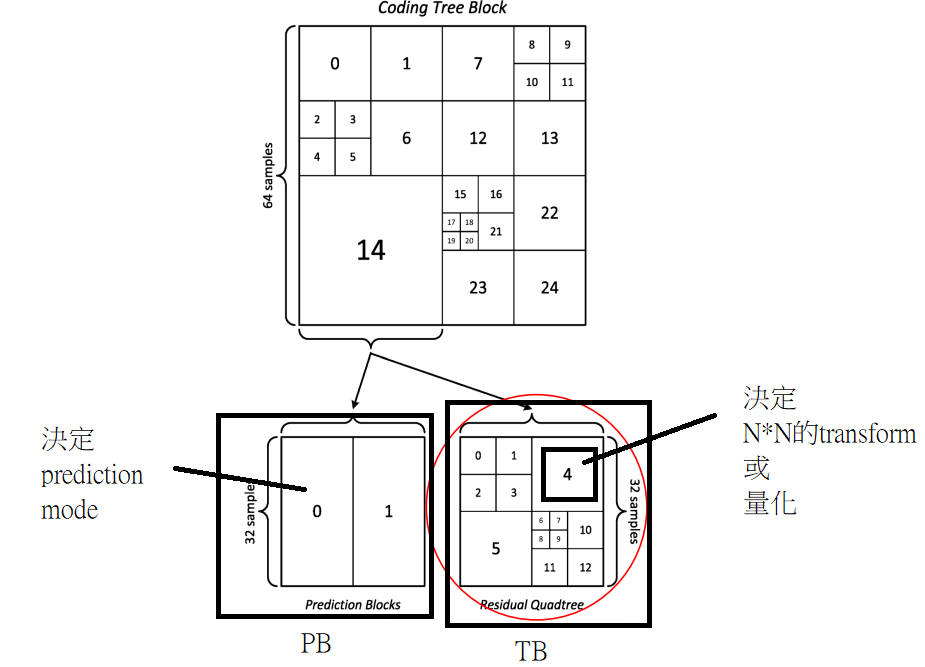 Coding Tree Block
0 1 7 8 9
10 11
2 3 6 12 13
4 5
64 samples
14 15 16 22
17 18 21
19 20
23 24
決定
prediction
mode
32 samples
0 1
Prediction Blocks
PB
0 1 4
2 3
5 6 7 10
8 9
11 12
32 samples
Residual Quadtree
TB
決定
N*N的transform
或
量化